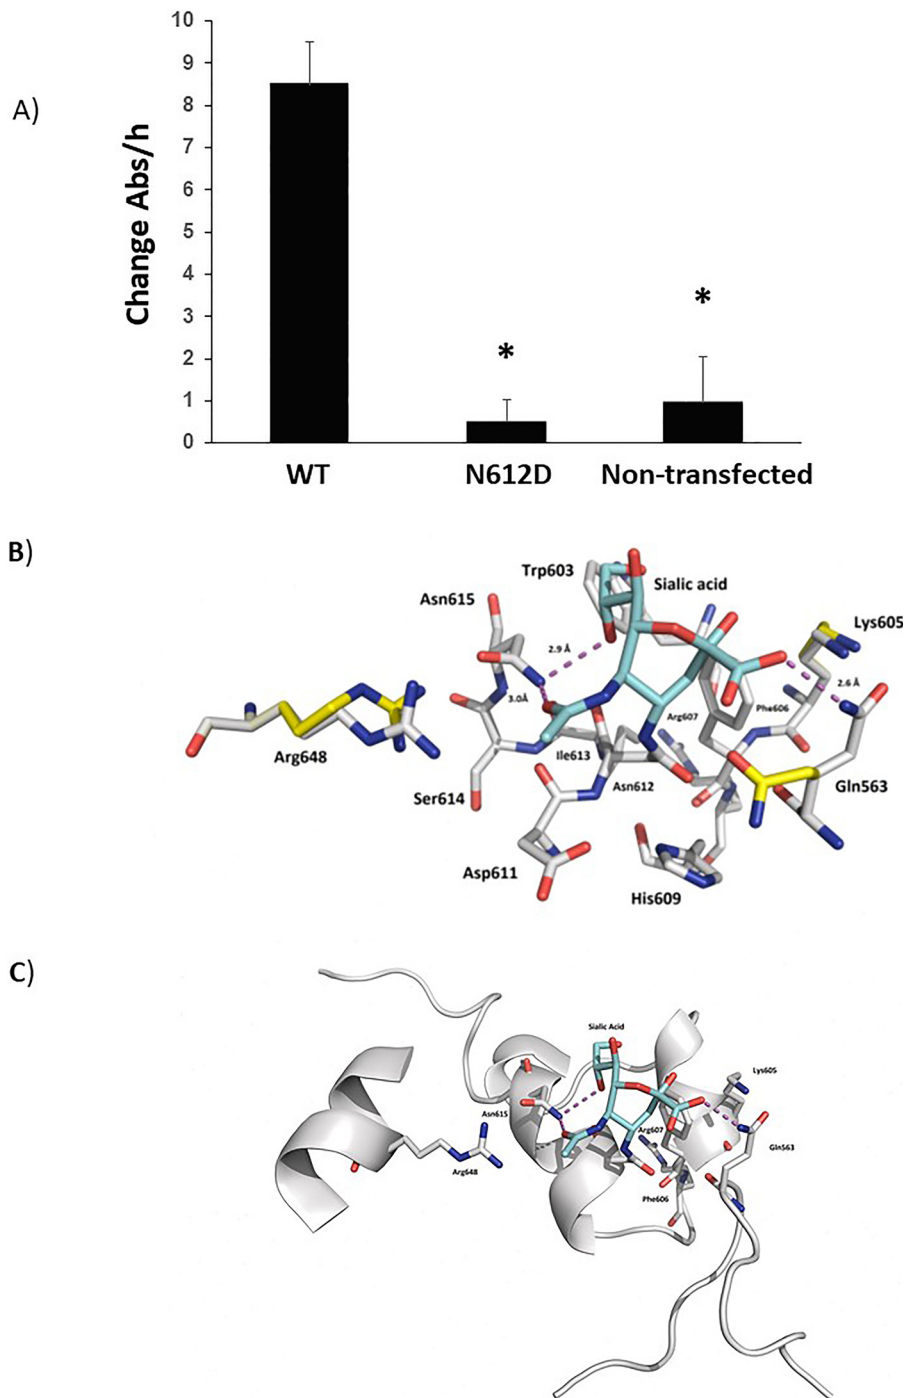 A)
Change Abs/h
10
9
8
7
6
5
4
3
2
1
0
*
*
WT
N612D
Non-transfected
B)
Trp603
Sialic acid
Asn615
Lys605
2.9 Å
2.6 Å
3.0Å
Phe606
Arg607
Arg648
Ile613
Asn612
Gln563
Ser614
Asp611
His609
C)
Sialic Acid
Lys605
Asn615
Arg607
Gln563
Arg648
Phe606